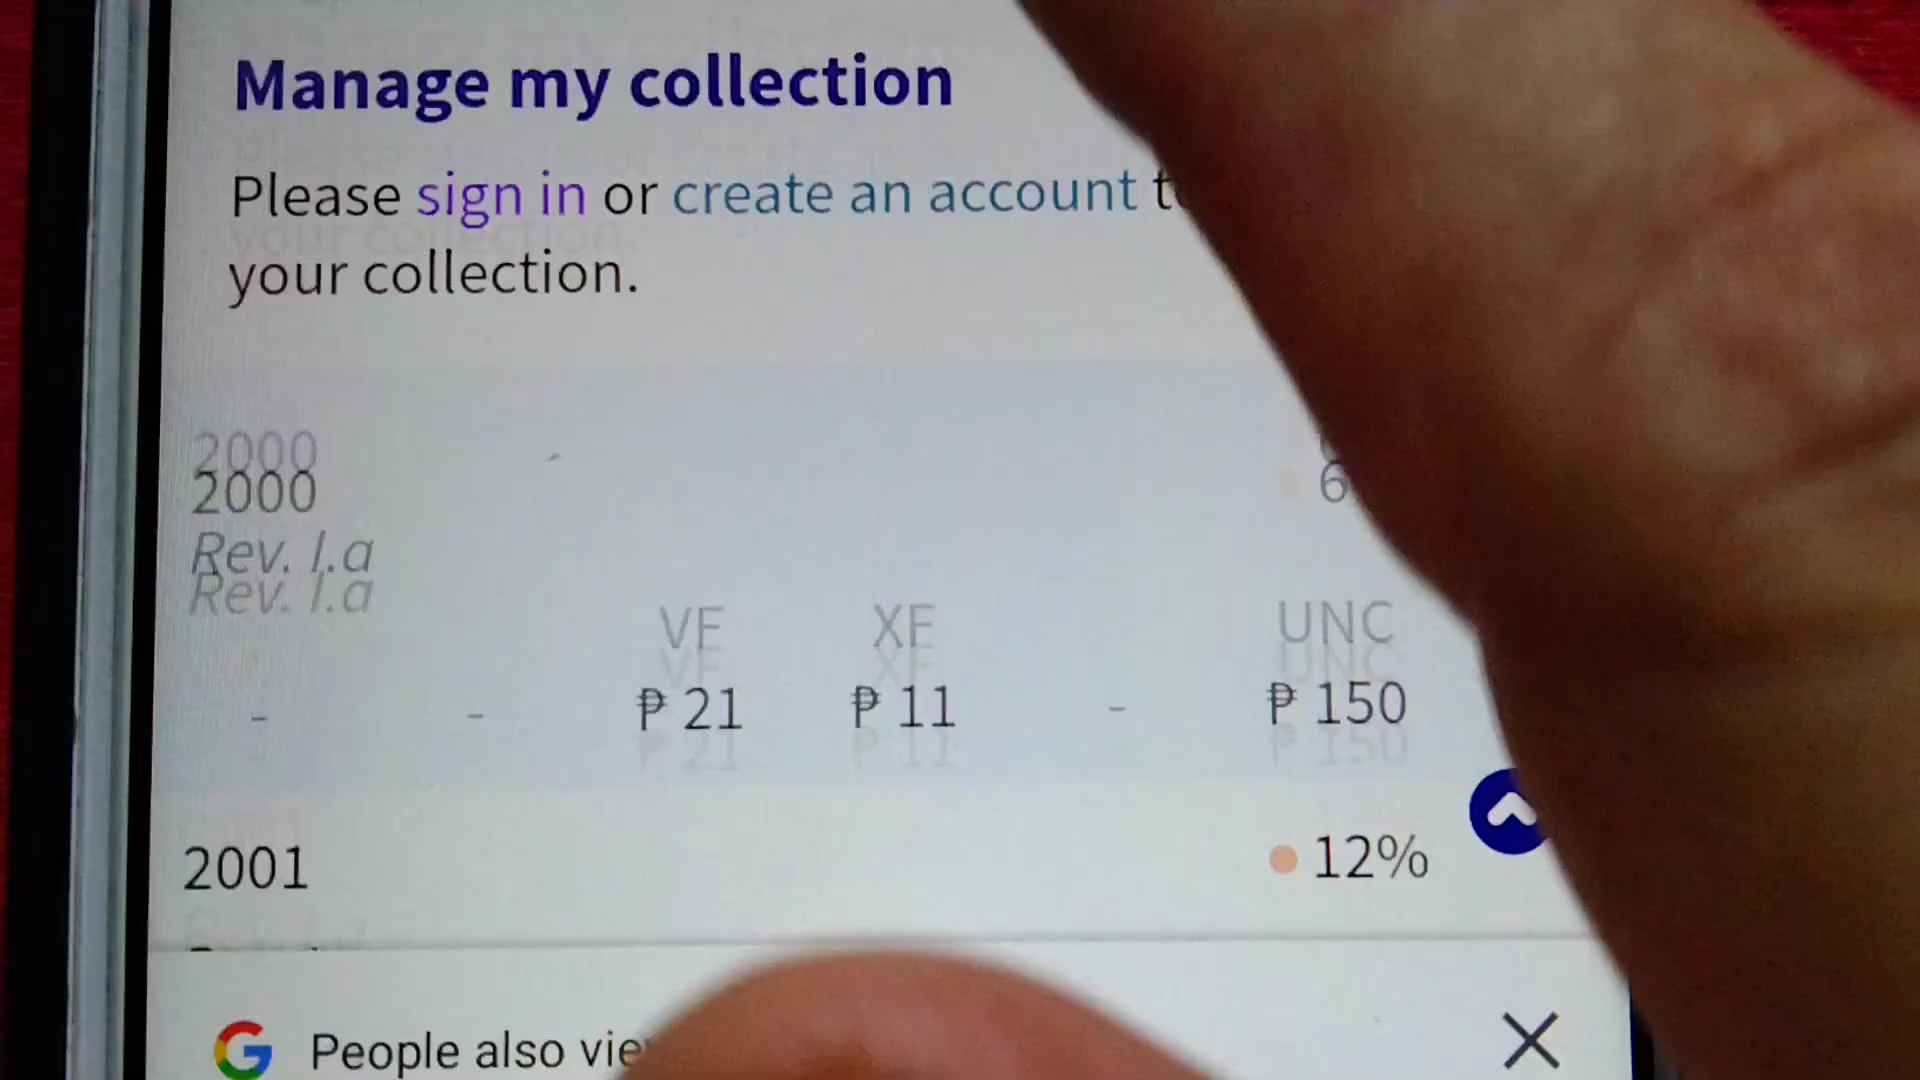 Manage my collection
Please sign in or create an account
your collection.
2000
Rev. I.a
VF XF UNC
- - ₱ 21 ₱ 11 - ₱ 150
2001 12%
People also